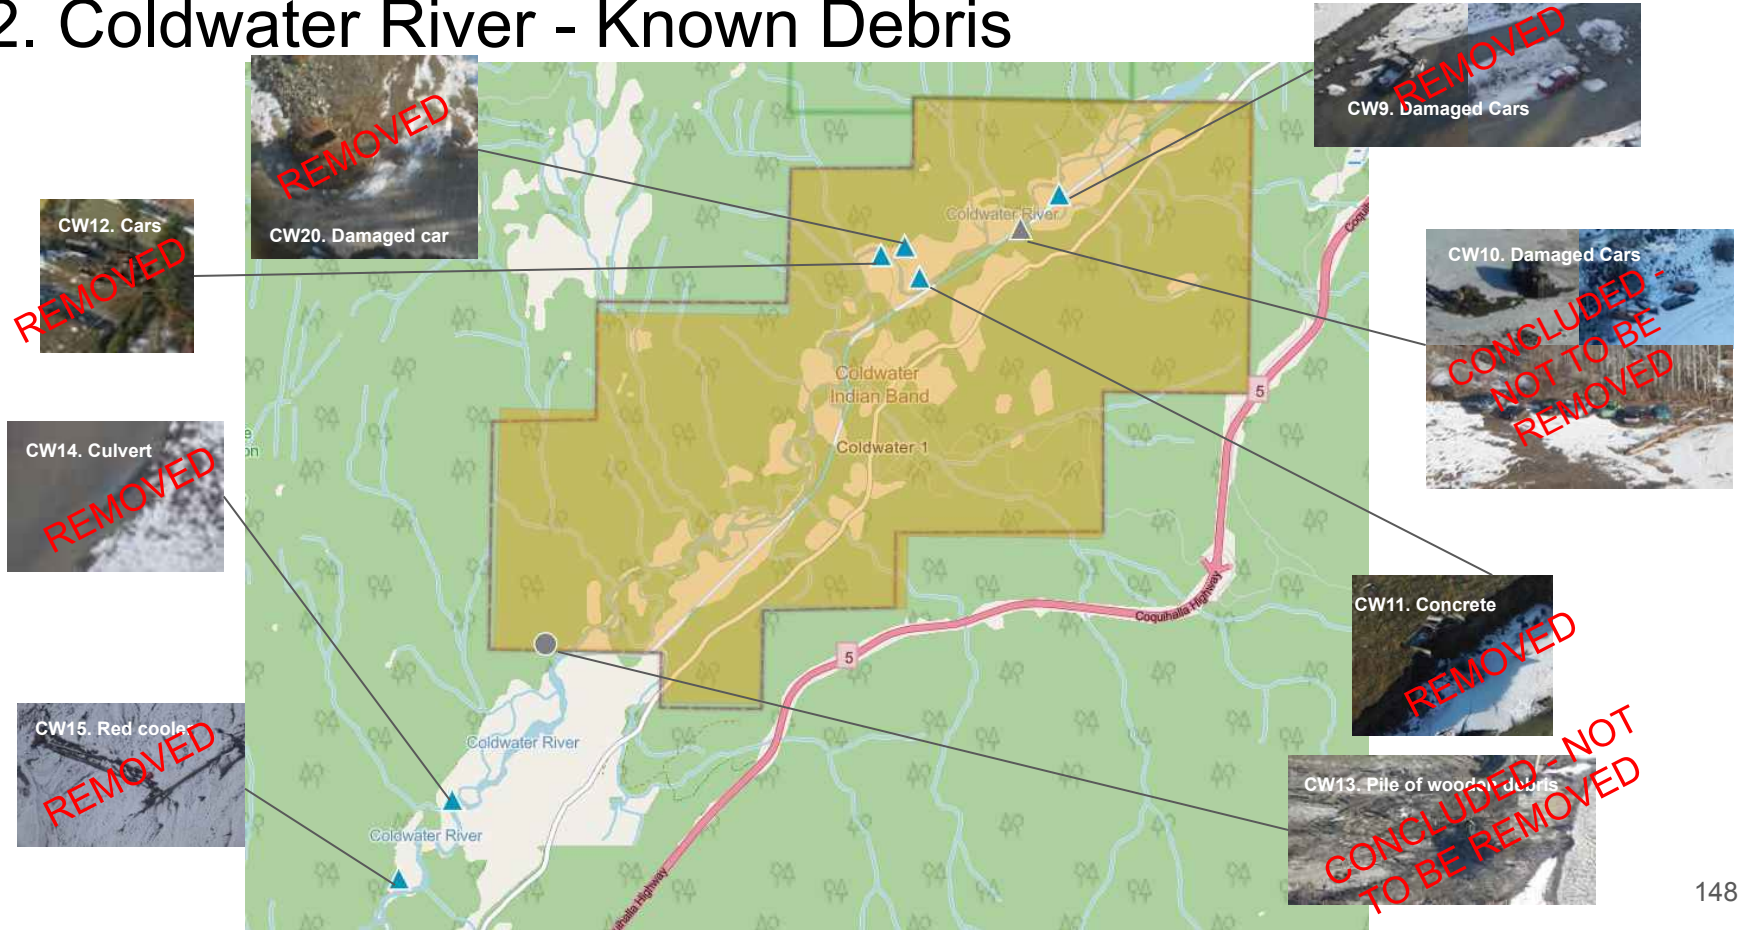 2. Coldwater River - Known Debris
REMOVED
CW9. Damaged Cars
REMOVED
CW20. Damaged car
CW12. Cars
REMOVED
Coldwater River
CW10. Damaged Cars
CONCLUDED -
NOT TO BE
REMOVED
Coldwater
Indian Band
Coldwater 1
5
CW14. Culvert
REMOVED
Coquihalla Highway
CW11. Concrete
REMOVED
5
CW15. Red cooler
REMOVED
Coldwater River
Coldwater River
CW13. Pile of wooden debris
CONCLUDED - NOT
TO BE REMOVED
148